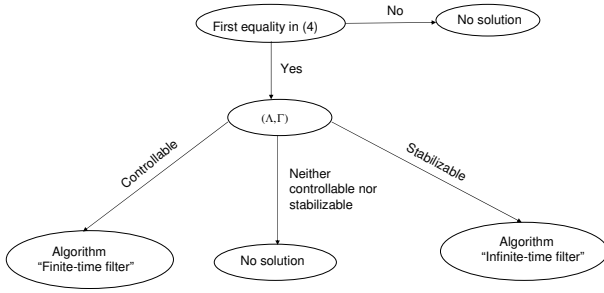 First equality in (4)
No
No solution
Yes
(Λ,Γ)
Controllable
Neither
controllable nor
stabilizable
Stabilizable
Algorithm
“Finite-time filter”
No solution
Algorithm
“Infinite-time filter”